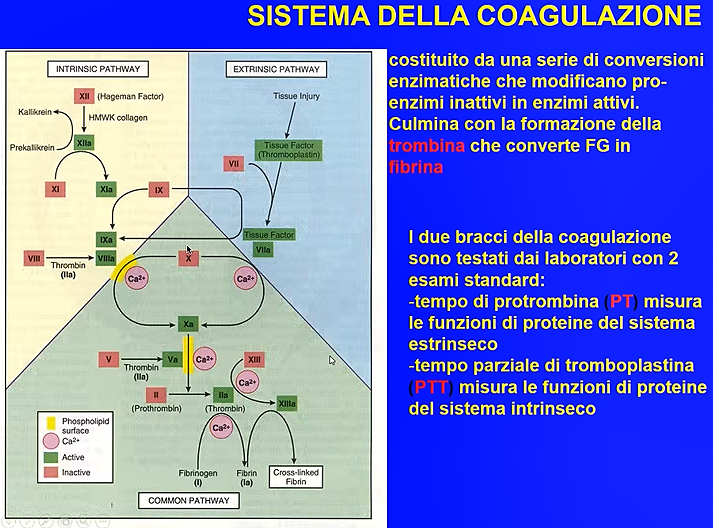 SISTEMA DELLA COAGULAZIONE
INTRINSIC PATHWAY
EXTRINSIC PATHWAY
XII (Hageman Factor)
Kallikrein
HMWK collagen
XIIa
Prekallikrein
XI
XIa
IX
Tissue Injury
Tissue Factor
(Thromboplastin)
VII
IXa
Tissue Factor
VIIa
VIII
Thrombin
(IIa)
VIIIa
X
Ca2+
Ca2+
Xa
V
Thrombin
(IIa)
Va
Ca2+
XIII
II
(Prothrombin)
IIa
(Thrombin)
Ca2+
XIIIa
Ca2+
Fibrinogen
(I)
Fibrin
(Ia)
Cross-linked
Fibrin
Phospholipid
surface
Ca2+
Active
Inactive
COMMON PATHWAY
costituito da una serie di conversioni
enzimatiche che modificano pro-
enzimi inattivi in enzimi attivi.
Culmina con la formazione della
trombina che converte FG in
fibrina
I due bracci della coagulazione
sono testati dai laboratori con 2
esami standard:
-tempo di protrombina (PT) misura
le funzioni di proteine del sistema
estrinseco
-tempo parziale di tromboplastina
(PTT) misura le funzioni di proteine
del sistema intrinseco